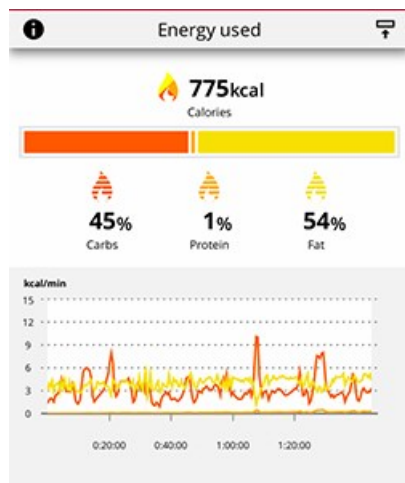 Energy used
775kcal
Calories
45% 1% 54%
Carbs Protein Fat
kcal/min
15
12
9
6
3
0
0:20:00 0:40:00 1:00:00 1:20:00